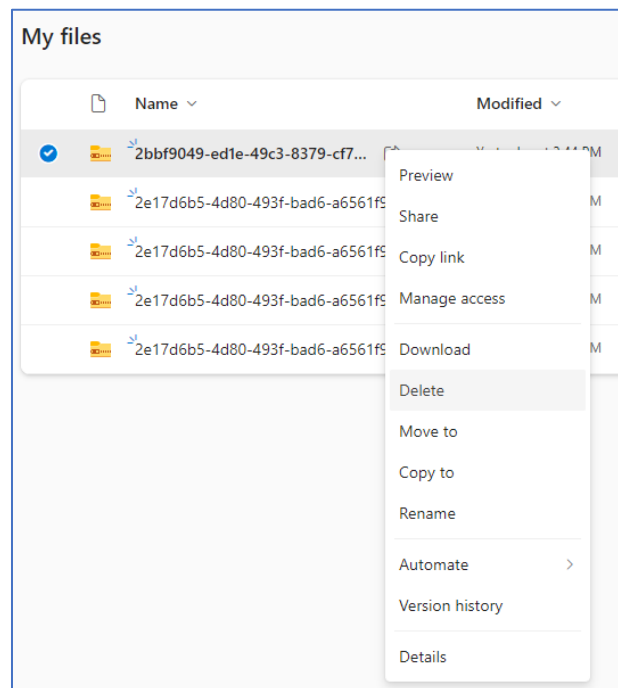 My files
Name Modified
2bbf9049-ed1e-49c3-8379-cf7...
Preview
2e17d6b5-4d80-493f-bad6-a6561f9 M
Share
2e17d6b5-4d80-493f-bad6-a6561f9 M
Copy link
2e17d6b5-4d80-493f-bad6-a6561f9 M
Manage access
2e17d6b5-4d80-493f-bad6-a6561f9 M
Download
Delete
Move to
Copy to
Rename
Automate
Version history
Details